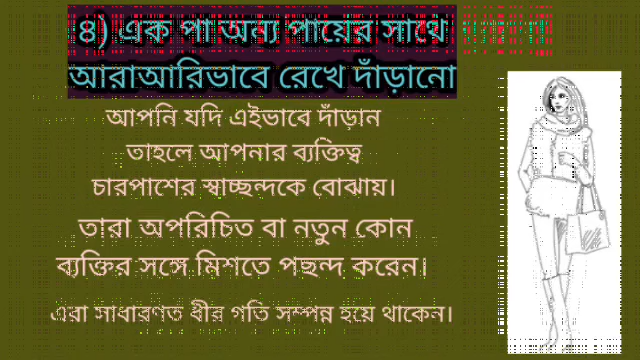 ৪) এক পা অন্য পায়ের সাথে
আরাআরিভাবে রেখে দাঁড়ানো
আপনি যদি এইভাবে দাঁড়ান
তাহলে আপনার ব্যক্তিত্ব
চারপাশের স্বাচ্ছন্দকে বোঝায়।
তারা অপরিচিত বা নতুন কোন
ব্যক্তির সঙ্গে মিশতে পছন্দ করেন।
এরা সাধারণত ধীর গতি সম্পন্ন হয়ে থাকেন।